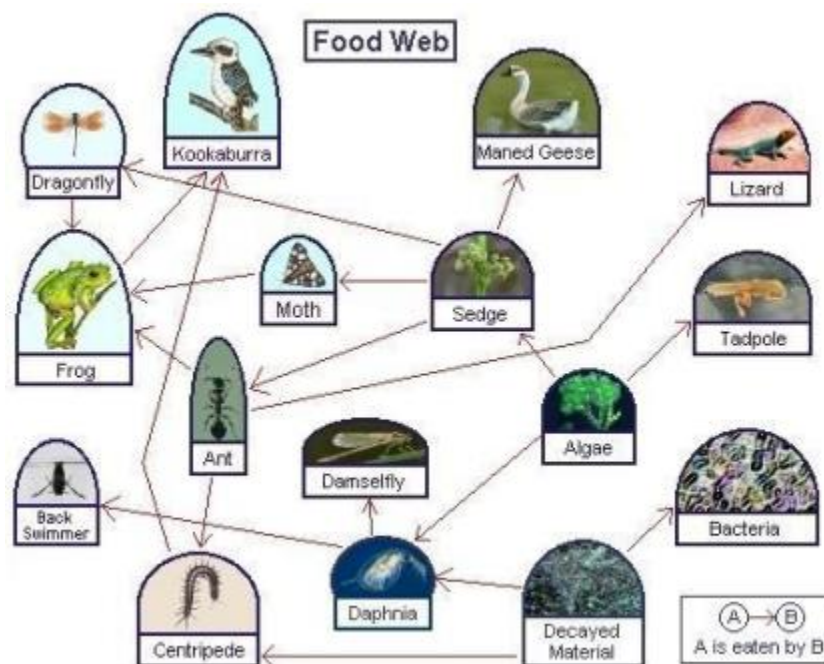 Food Web
Kookaburra
Maned Geese
Dragonfly
Lizard
Moth
Sedge
Tadpole
Frog
Ant
Algae
Damselfly
Back
Swimmer
Bacteria
Daphnia
Centripede
Decayed
Material
A
B
A is eaten by B